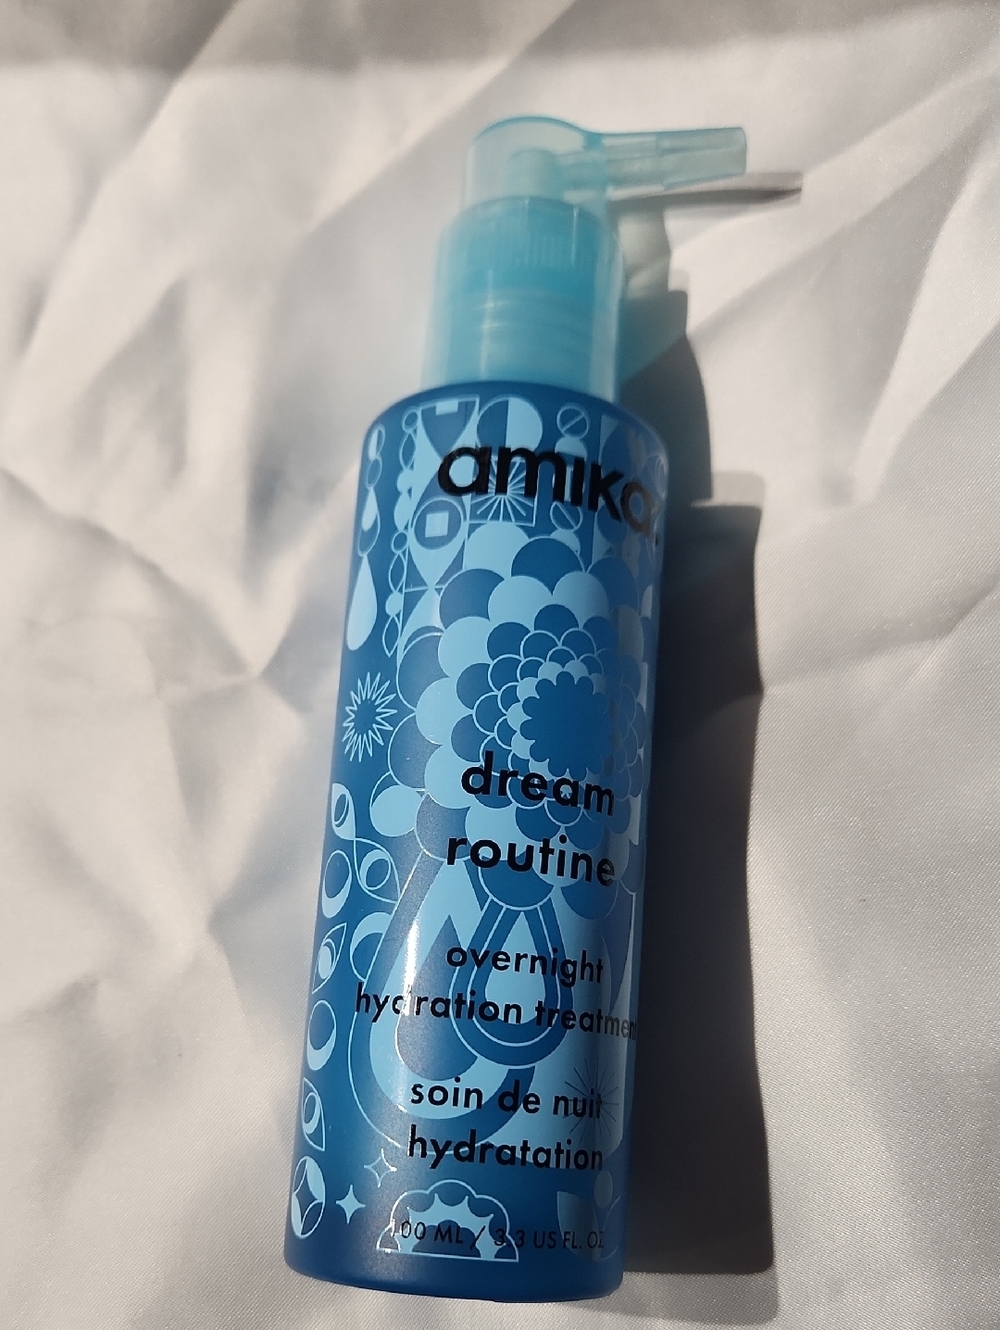 amika.
dream
routine
overnight
hydration treatment
soin de nuit
hydratation
100 ML / 3.3 US FL. OZ